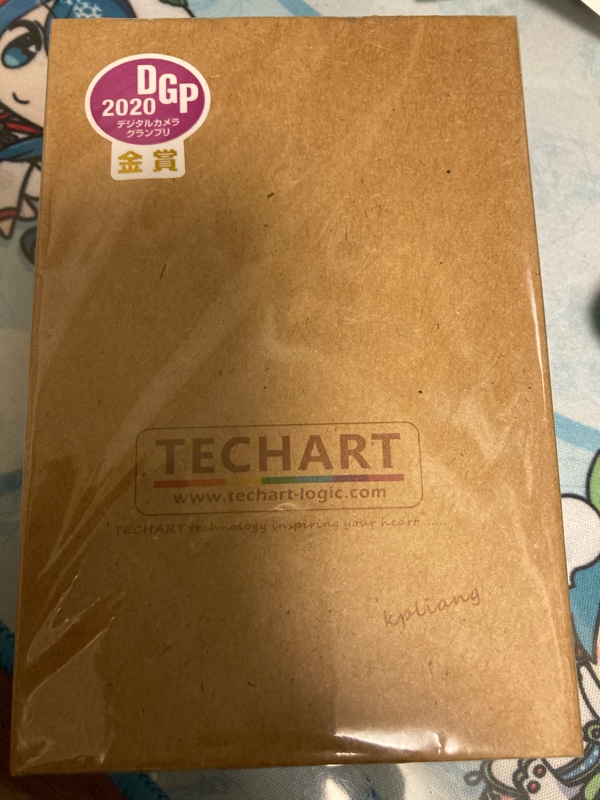 DGP
2020
デジタルカメラ
グランプリ
金賞
TECHART
www.techart-logic.com
TECHART technology inspiring your heart ......
kpliang